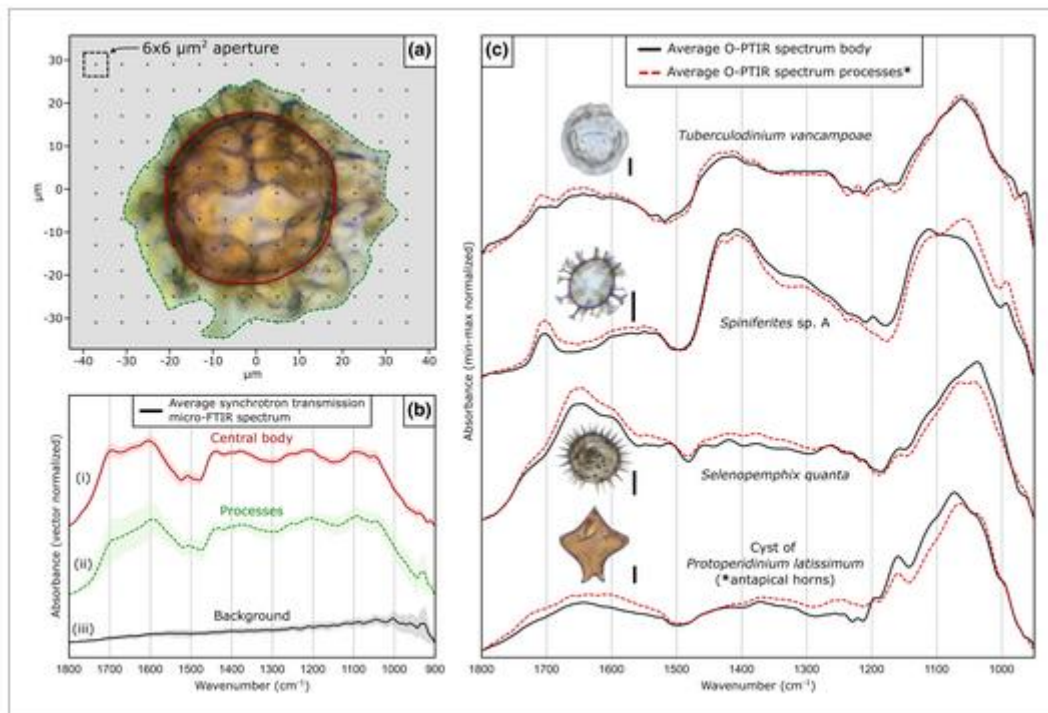 6x6 μm² aperture
(a)
30
20
10
0
-10
-20
-30
μm
-40 -30 -20 -10 0 10 20 30 40
μm
Average synchrotron transmission
micro-FTIR spectrum
(b)
Central body
(i)
Processes
(ii)
Background
(iii)
Absorbance (vector normalized)
1800 1700 1600 1500 1400 1300 1200 1100 1000 900
Wavenumber (cm⁻¹)
(c)
Average O-PTIR spectrum body
Average O-PTIR spectrum processes*
Tuberculodinium vancampoae
Spiniferites sp. A
Selenopemphix quanta
Cyst of
Protoperidinium latissimum
(*antapical horns)
Absorbance (min-max normalized)
1800 1700 1600 1500 1400 1300 1200 1100 1000
Wavenumber (cm⁻¹)